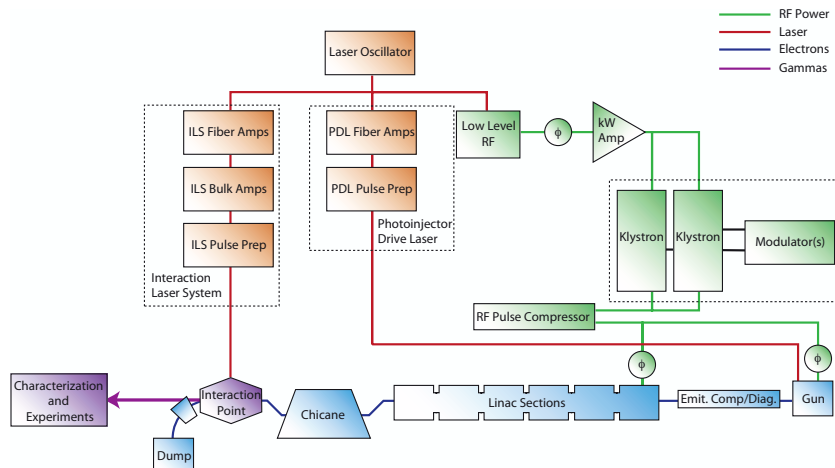 RF Power
Laser
Electrons
Gammas
Laser Oscillator
ILS Fiber Amps
PDL Fiber Amps
Low Level
RF
ϕ
kW
Amp
ILS Bulk Amps
PDL Pulse Prep
ILS Pulse Prep
Photoinjector
Drive Laser
Klystron
Klystron
Modulator(s)
Interaction
Laser System
RF Pulse Compressor
ϕ
ϕ
Characterization
and
Experiments
Interaction
Point
Chicane
Linac Sections
Emit. Comp/Diag.
Gun
Dump